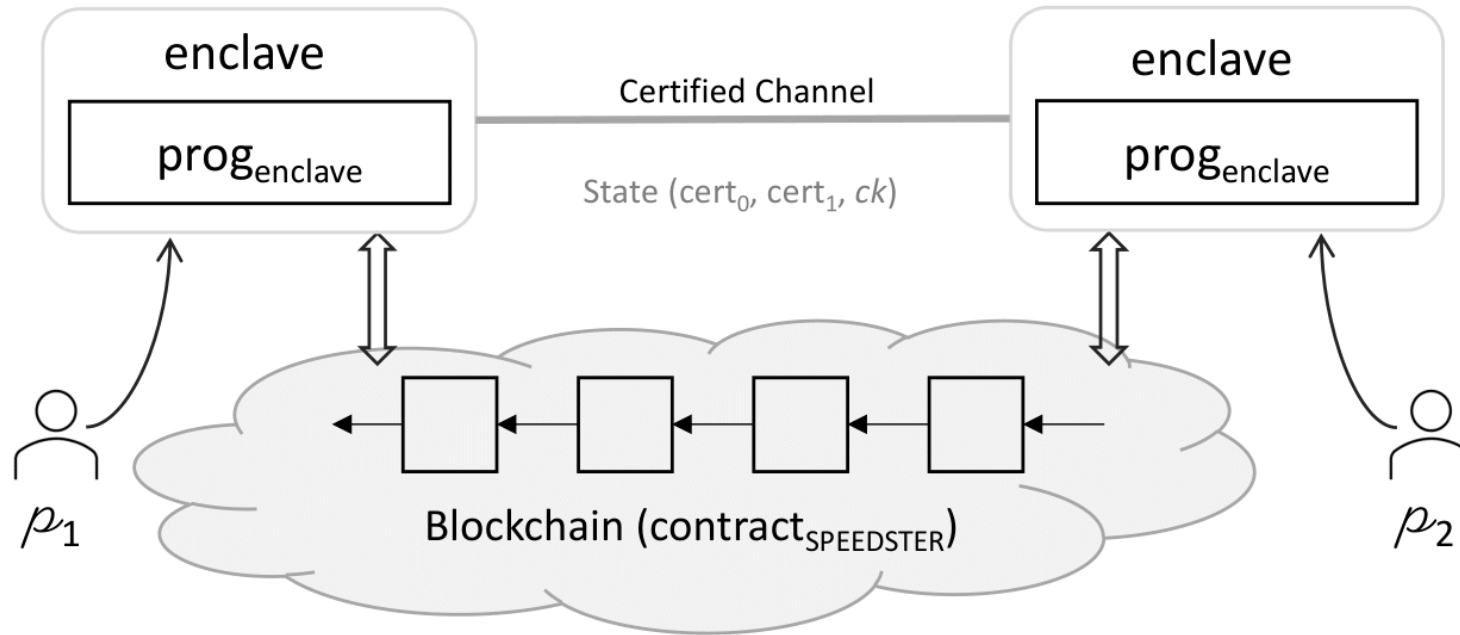 enclave
prog_enclave
Certified Channel
State (cert_0, cert_1, ck)
enclave
prog_enclave
p_1
Blockchain (contract_SPEEDSTER)
p_2